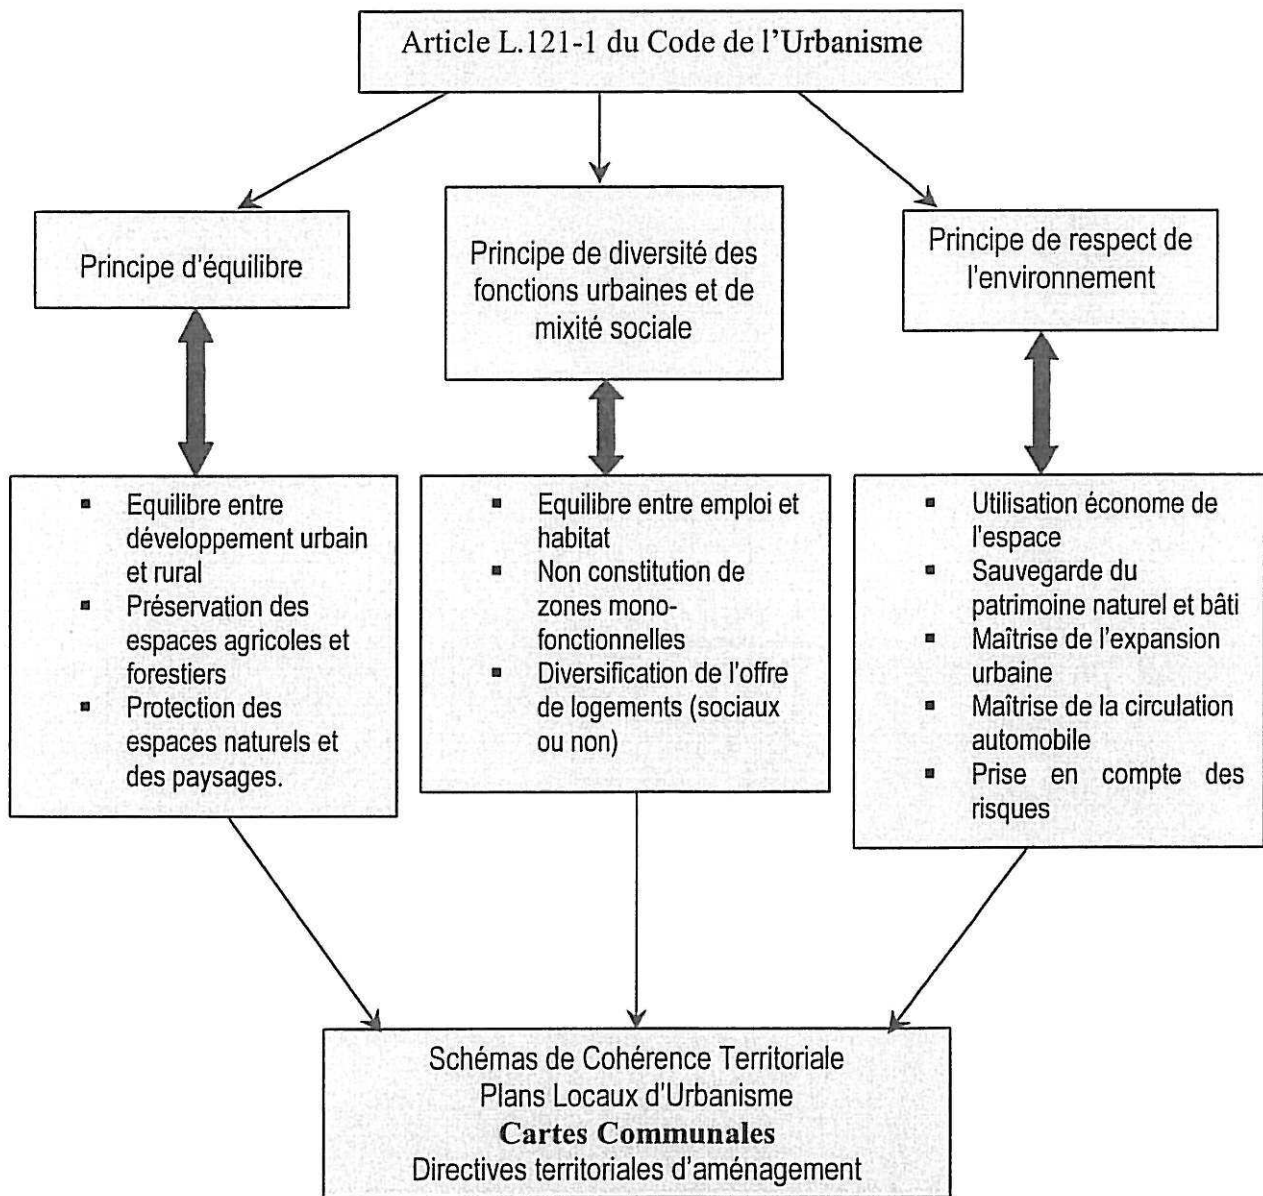 Article L.121-1 du Code de l'Urbanisme
Principe d'équilibre
Principe de diversité des
fonctions urbaines et de
mixité sociale
Principe de respect de
l'environnement
▪ Equilibre entre
développement urbain
et rural
▪ Préservation des
espaces agricoles et
forestiers
▪ Protection des
espaces naturels et
des paysages.
▪ Equilibre entre emploi et
habitat
▪ Non constitution de
zones mono-
fonctionnelles
▪ Diversification de l'offre
de logements (sociaux
ou non)
▪ Utilisation économe de
l'espace
▪ Sauvegarde du
patrimoine naturel et bâti
▪ Maîtrise de l'expansion
urbaine
▪ Maîtrise de la circulation
automobile
▪ Prise en compte des
risques
Schémas de Cohérence Territoriale
Plans Locaux d'Urbanisme
Cartes Communales
Directives territoriales d'aménagement